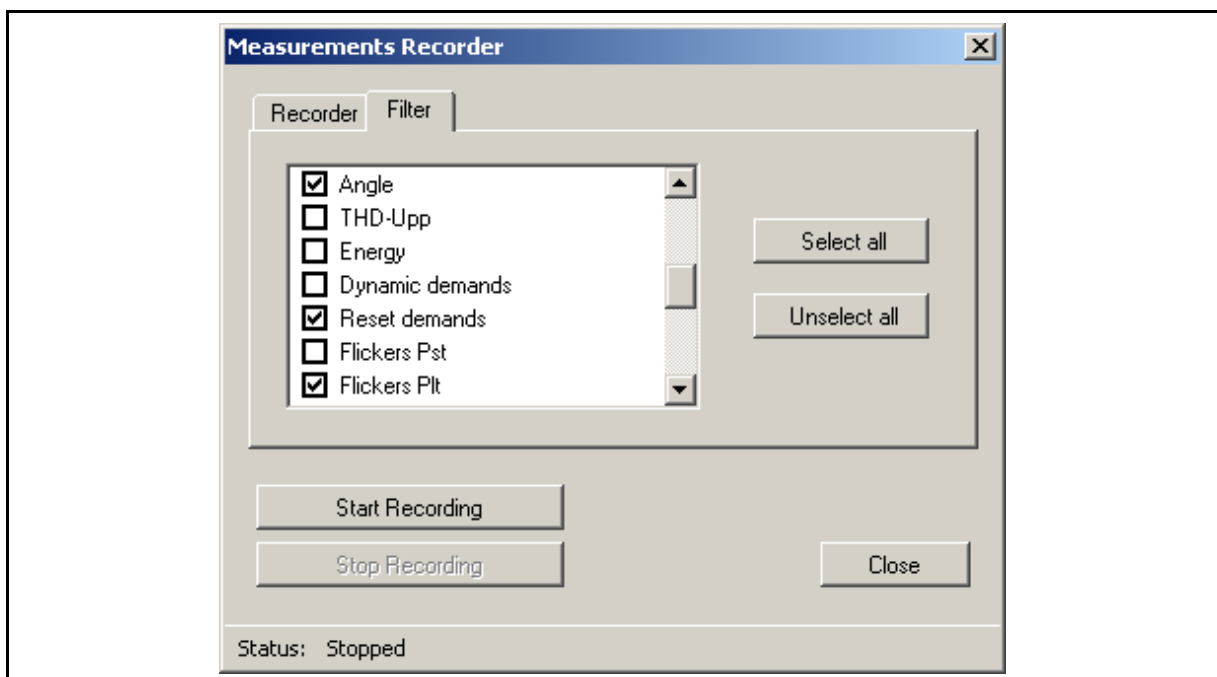 Measurements Recorder
Recorder Filter
Angle
THD-Upp
Energy
Dynamic demands
Reset demands
Flickers Pst
Flickers Plt
Select all
Unselect all
Start Recording
Stop Recording
Close
Status: Stopped